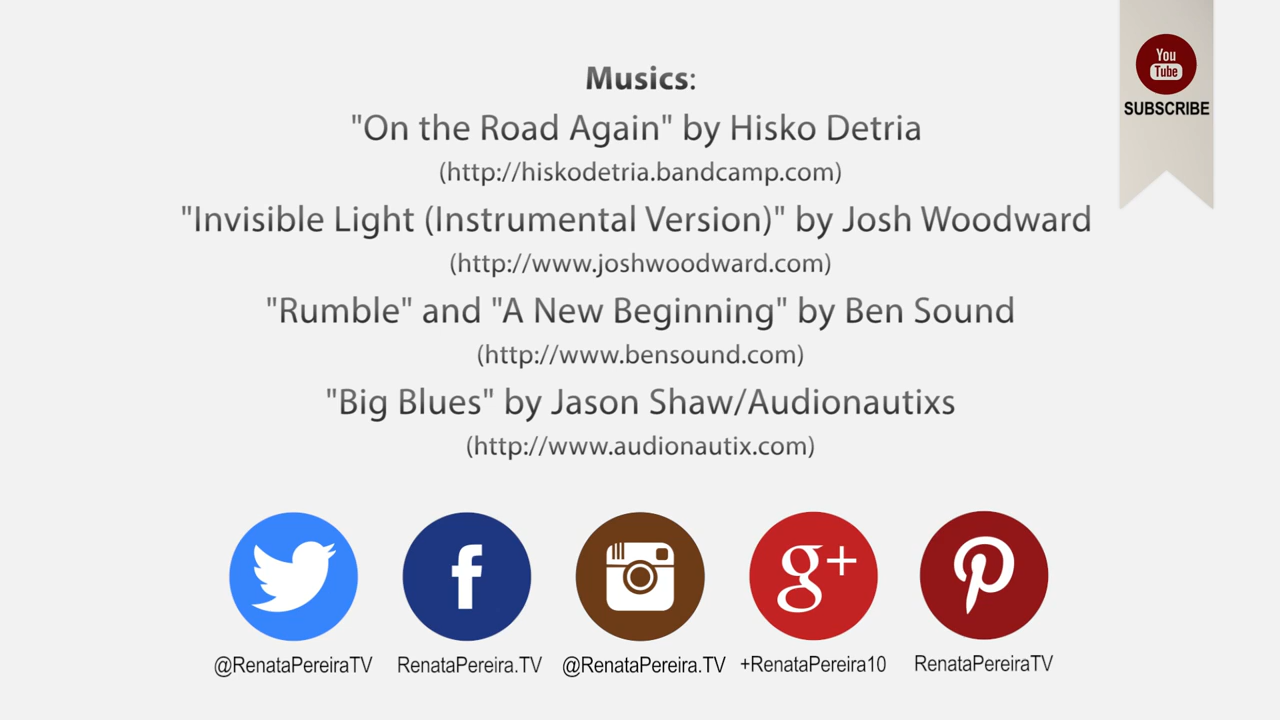 Musics:
"On the Road Again" by Hisko Detria
(http://hiskodetria.bandcamp.com)
"Invisible Light (Instrumental Version)" by Josh Woodward
(http://www.joshwoodward.com)
"Rumble" and "A New Beginning" by Ben Sound
(http://www.bensound.com)
"Big Blues" by Jason Shaw/Audionautixs
(http://www.audionautix.com)
You
Tube
SUBSCRIBE
f
g+
@RenataPereiraTV
RenataPereira.TV
@RenataPereira.TV
+RenataPereira10
RenataPereiraTV